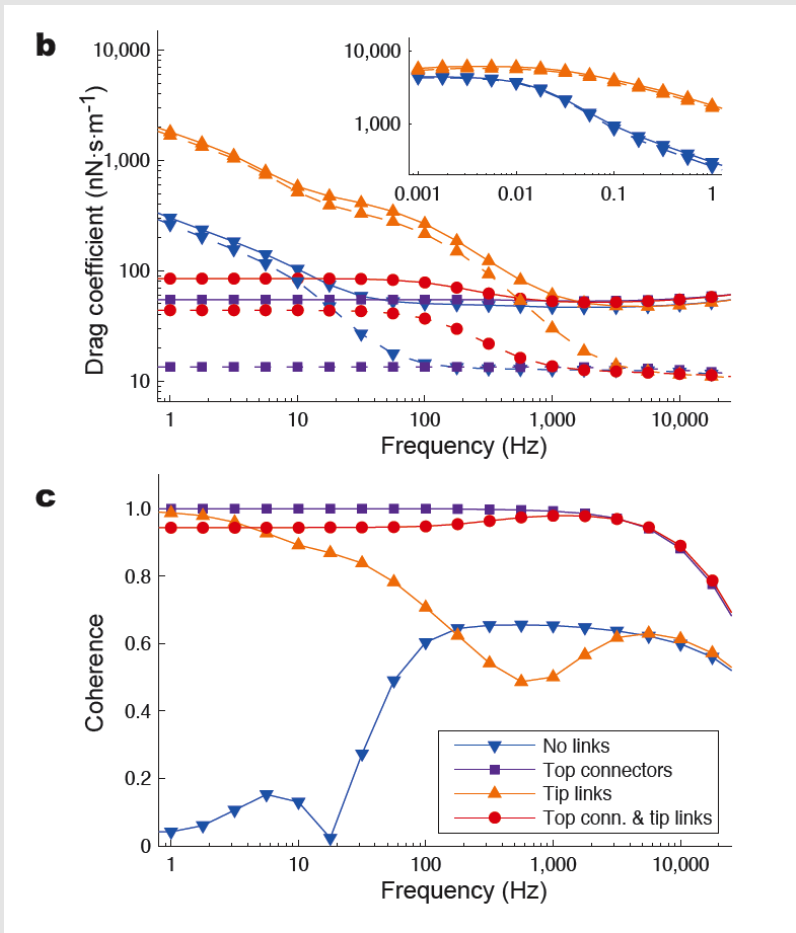 b
Drag coefficient (nN·s·m⁻¹)
10,000
1,000
100
10
10,000
1,000
0.001 0.01 0.1 1
1 10 100 1,000 10,000
Frequency (Hz)
c
Coherence
1.0
0.8
0.6
0.4
0.2
0
No links
Top connectors
Tip links
Top conn. & tip links
1 10 100 1,000 10,000
Frequency (Hz)